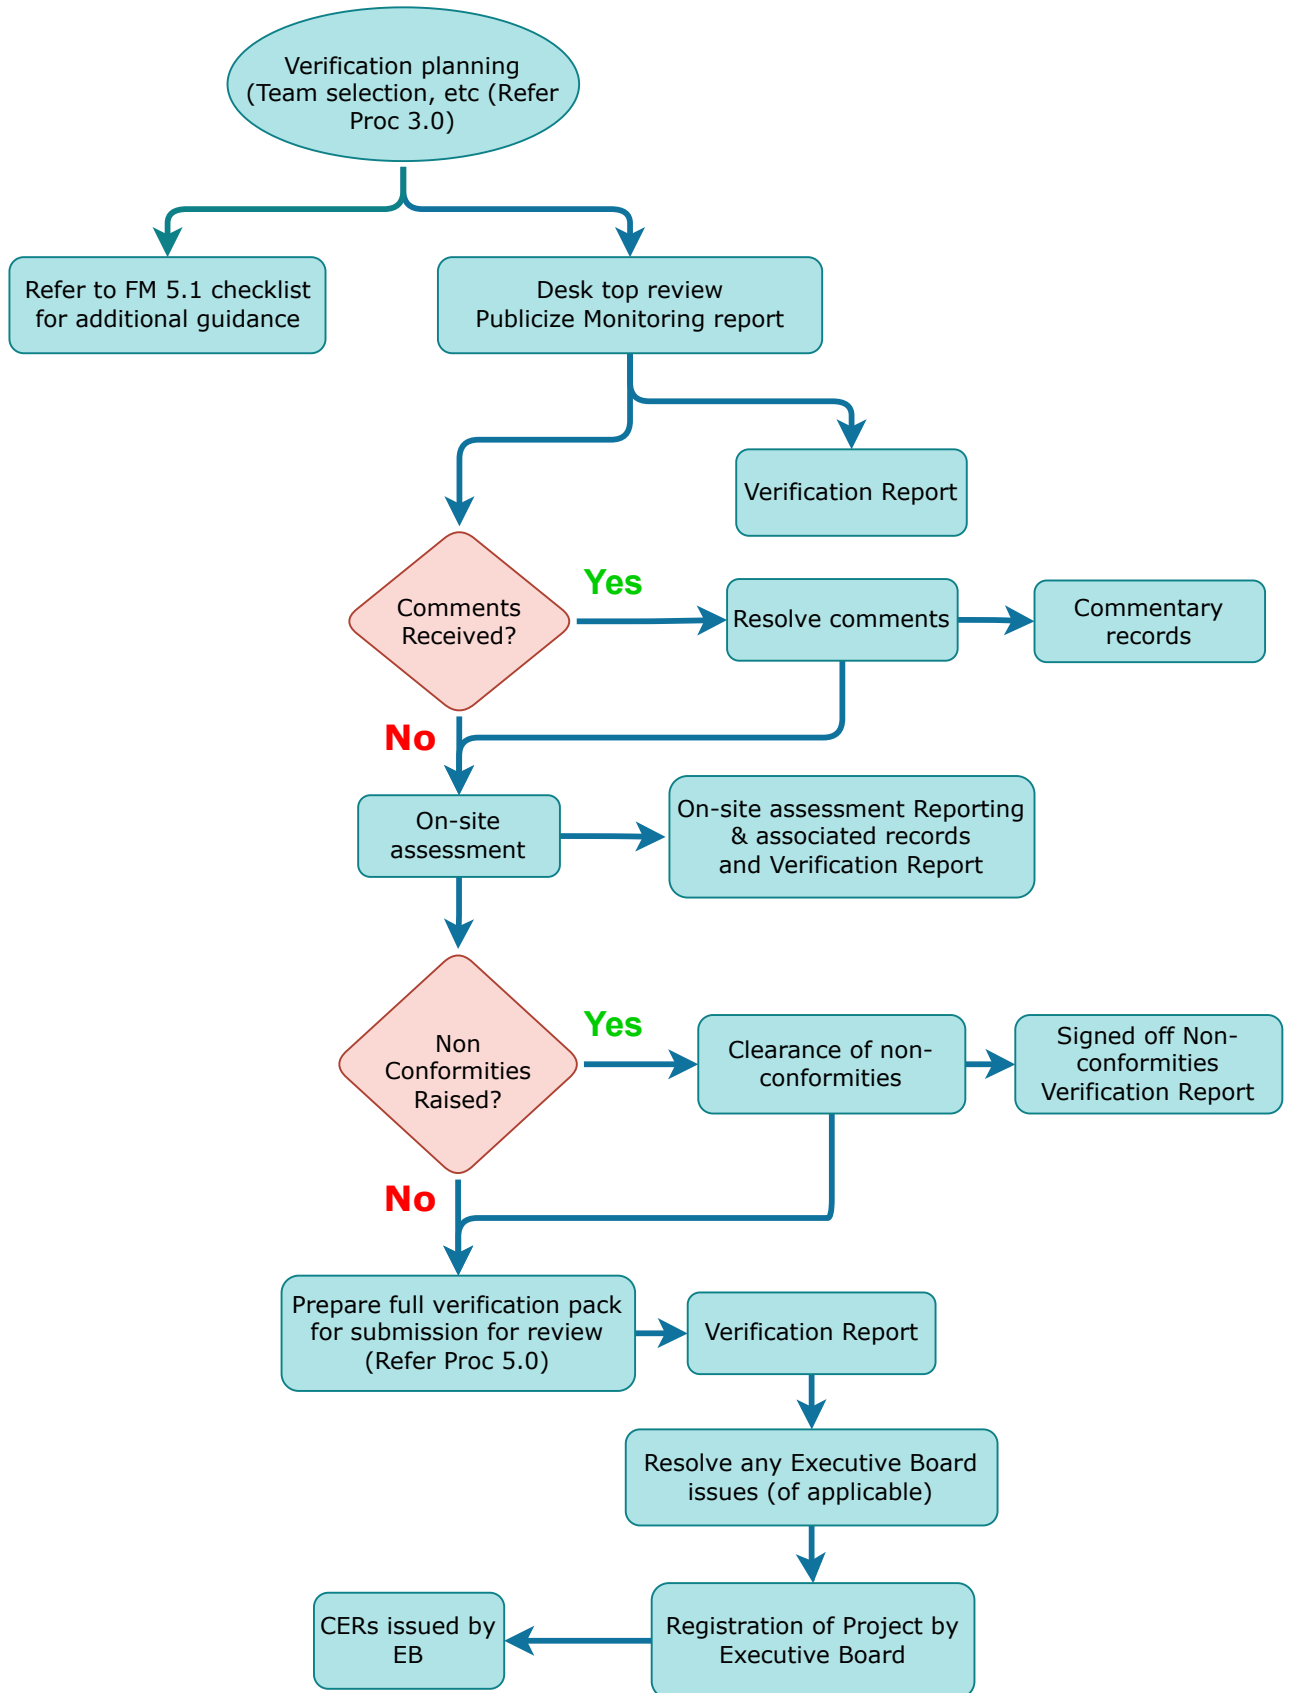 Verification planning
(Team selection, etc (Refer
Proc 3.0)
Refer to FM 5.1 checklist
for additional guidance
Desk top review
Publicize Monitoring report
Verification Report
Comments
Received?
Yes
Resolve comments
Commentary
records
No
On-site
assessment
On-site assessment Reporting
& associated records
and Verification Report
Non
Conformities
Raised?
Yes
Clearance of non-
conformities
Signed off Non-
conformities
Verification Report
No
Prepare full verification pack
for submission for review
(Refer Proc 5.0)
Verification Report
Resolve any Executive Board
issues (of applicable)
Registration of Project by
Executive Board
CERs issued by
EB